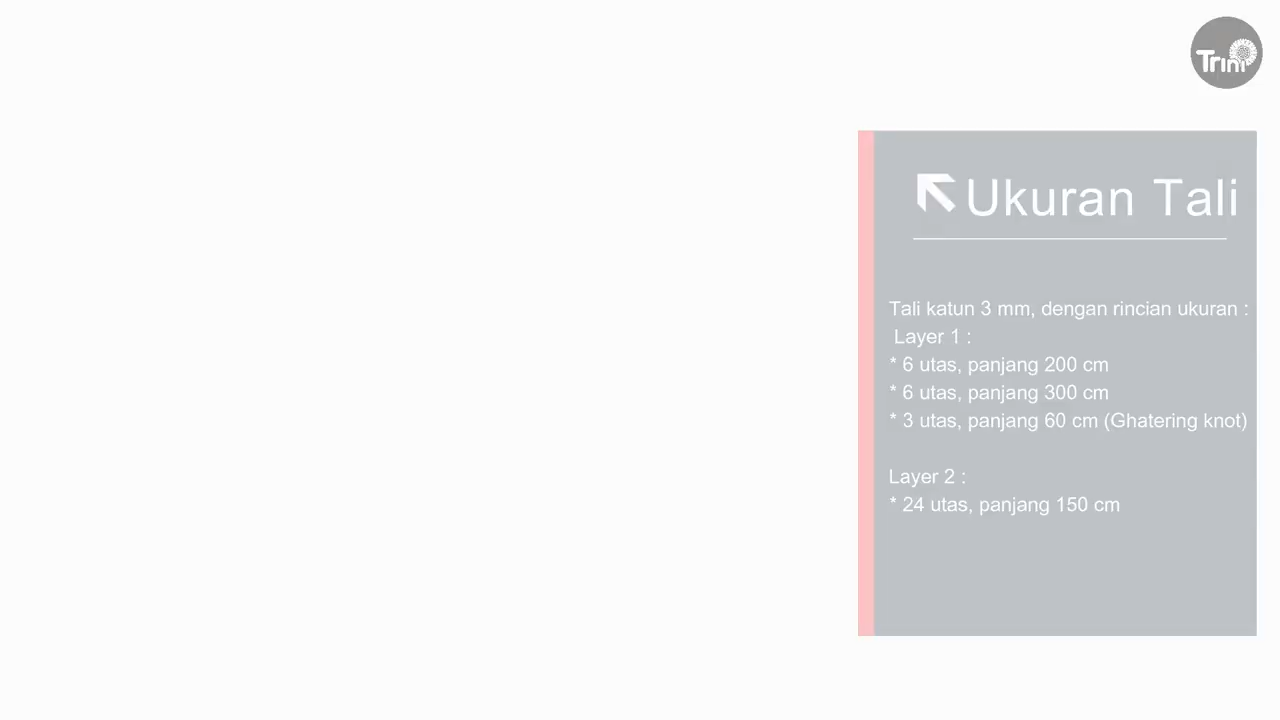 Trini
Ukuran Tali
Tali katun 3 mm, dengan rincian ukuran :
Layer 1 :
* 6 utas, panjang 200 cm
* 6 utas, panjang 300 cm
* 3 utas, panjang 60 cm (Ghatering knot)
Layer 2 :
* 24 utas, panjang 150 cm